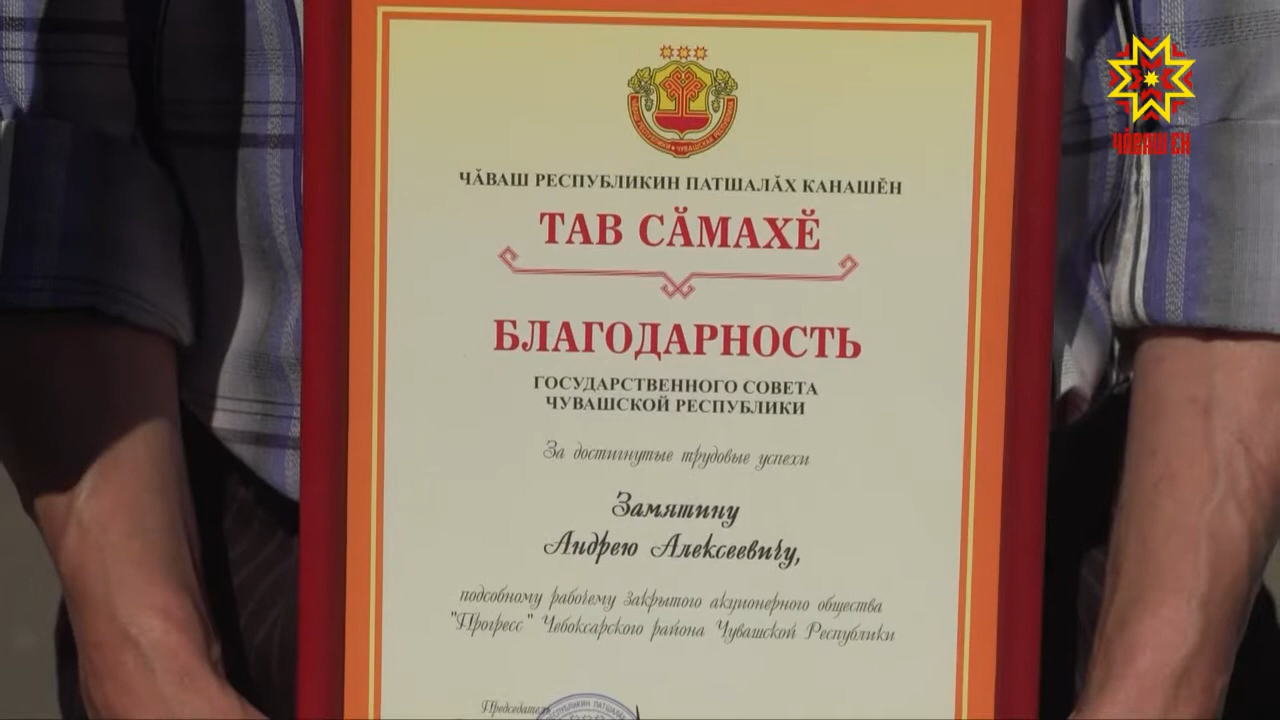 ЧӐВАШ ЕН
ЧӐВАШ РЕСПУБЛИКИН ПАТШАЛӐХ КАНАШӖН
ТАВ СӐМАХӖ
БЛАГОДАРНОСТЬ
ГОСУДАРСТВЕННОГО СОВЕТА
ЧУВАШСКОЙ РЕСПУБЛИКИ
За достигнутые трудовые успехи
Замятину
Андрею Алексеевичу,
подсобному рабочему закрытого акционерного общества
"Прогресс" Чебоксарского района Чувашской Республики